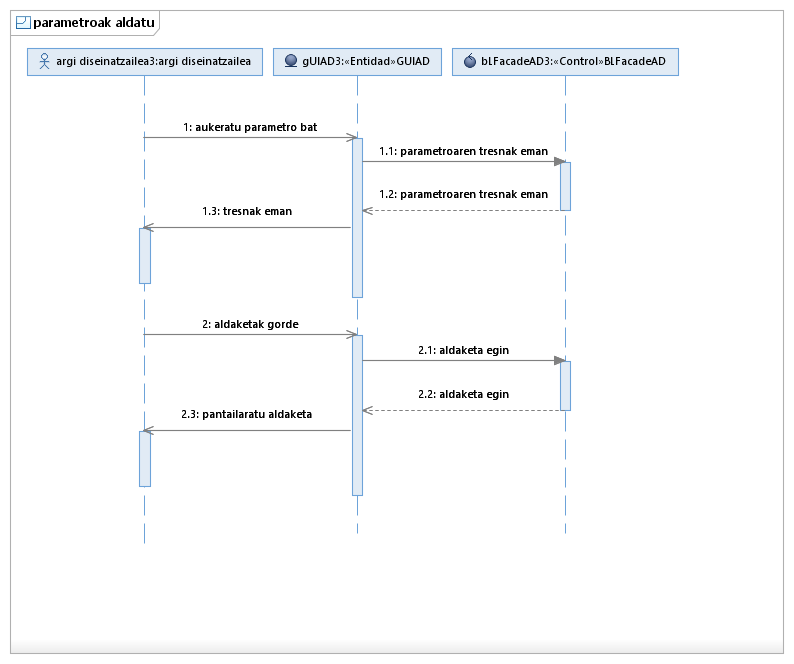 parametroak aldatu
argi diseinatzailea3:argi diseinatzailea
gUIAD3:«Entidad»GUIAD
bLFacadeAD3:«Control»BLFacadeAD
1: aukeratu parametro bat
1.1: parametroaren tresnak eman
1.2: parametroaren tresnak eman
1.3: tresnak eman
2: aldaketak gorde
2.1: aldaketa egin
2.2: aldaketa egin
2.3: pantailaratu aldaketa